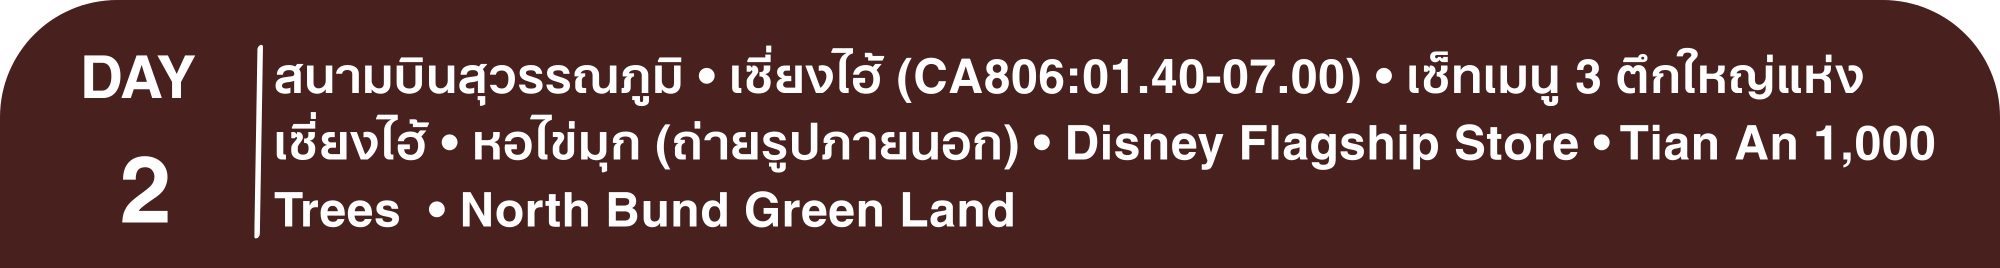 DAY
2
สนามบินสุวรรณภูมิ • เซี่ยงไฮ้ (CA806:01.40-07.00) • เซ็ทเมนู 3 ตึกใหญ่แห่ง
เซี่ยงไฮ้ • หอไข่มุก (ถ่ายรูปภายนอก) • Disney Flagship Store • Tian An 1,000
Trees • North Bund Green Land